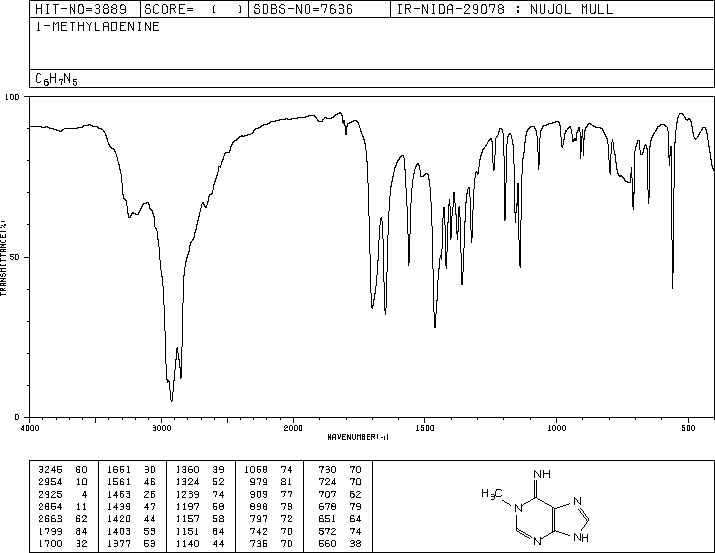 HIT-NO=3889 SCORE= ( ) SDBS-NO=7636 IR-NIDA-29078 : NUJOL MULL
1-METHYLADENINE
C6H7N5
100
50
0
TRANSMITTANCE(%)
4000 3000 2000 1500 1000 500
WAVENUMBER(-1)
3246 60 1651 30 1360 39 1068 74 730 70
2954 10 1561 46 1324 52 979 81 724 70
2925 4 1463 26 1239 74 909 77 707 62
2854 11 1439 47 1197 58 898 79 678 79
2663 62 1420 44 1157 58 797 72 651 64
1799 84 1403 53 1151 64 742 70 572 74
1700 32 1377 53 1140 44 736 70 560 38
NH
H3C
N
N
N
NH